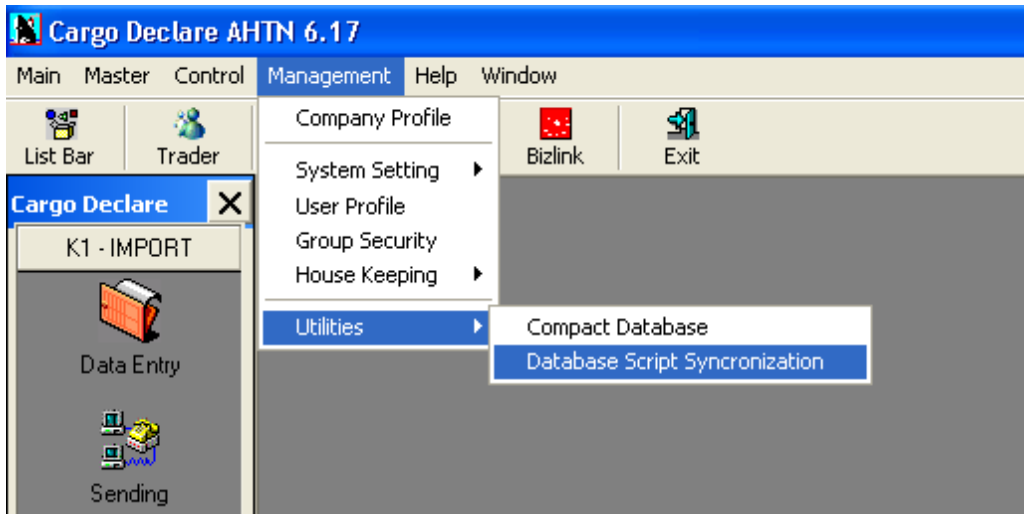 Cargo Declare AHTN 6.17
Main Master Control Management Help Window
List Bar Trader Bizlink Exit
Company Profile
System Setting
User Profile
Group Security
House Keeping
Utilities
Compact Database
Database Script Syncronization
Cargo Declare
K1 - IMPORT
Data Entry
Sending